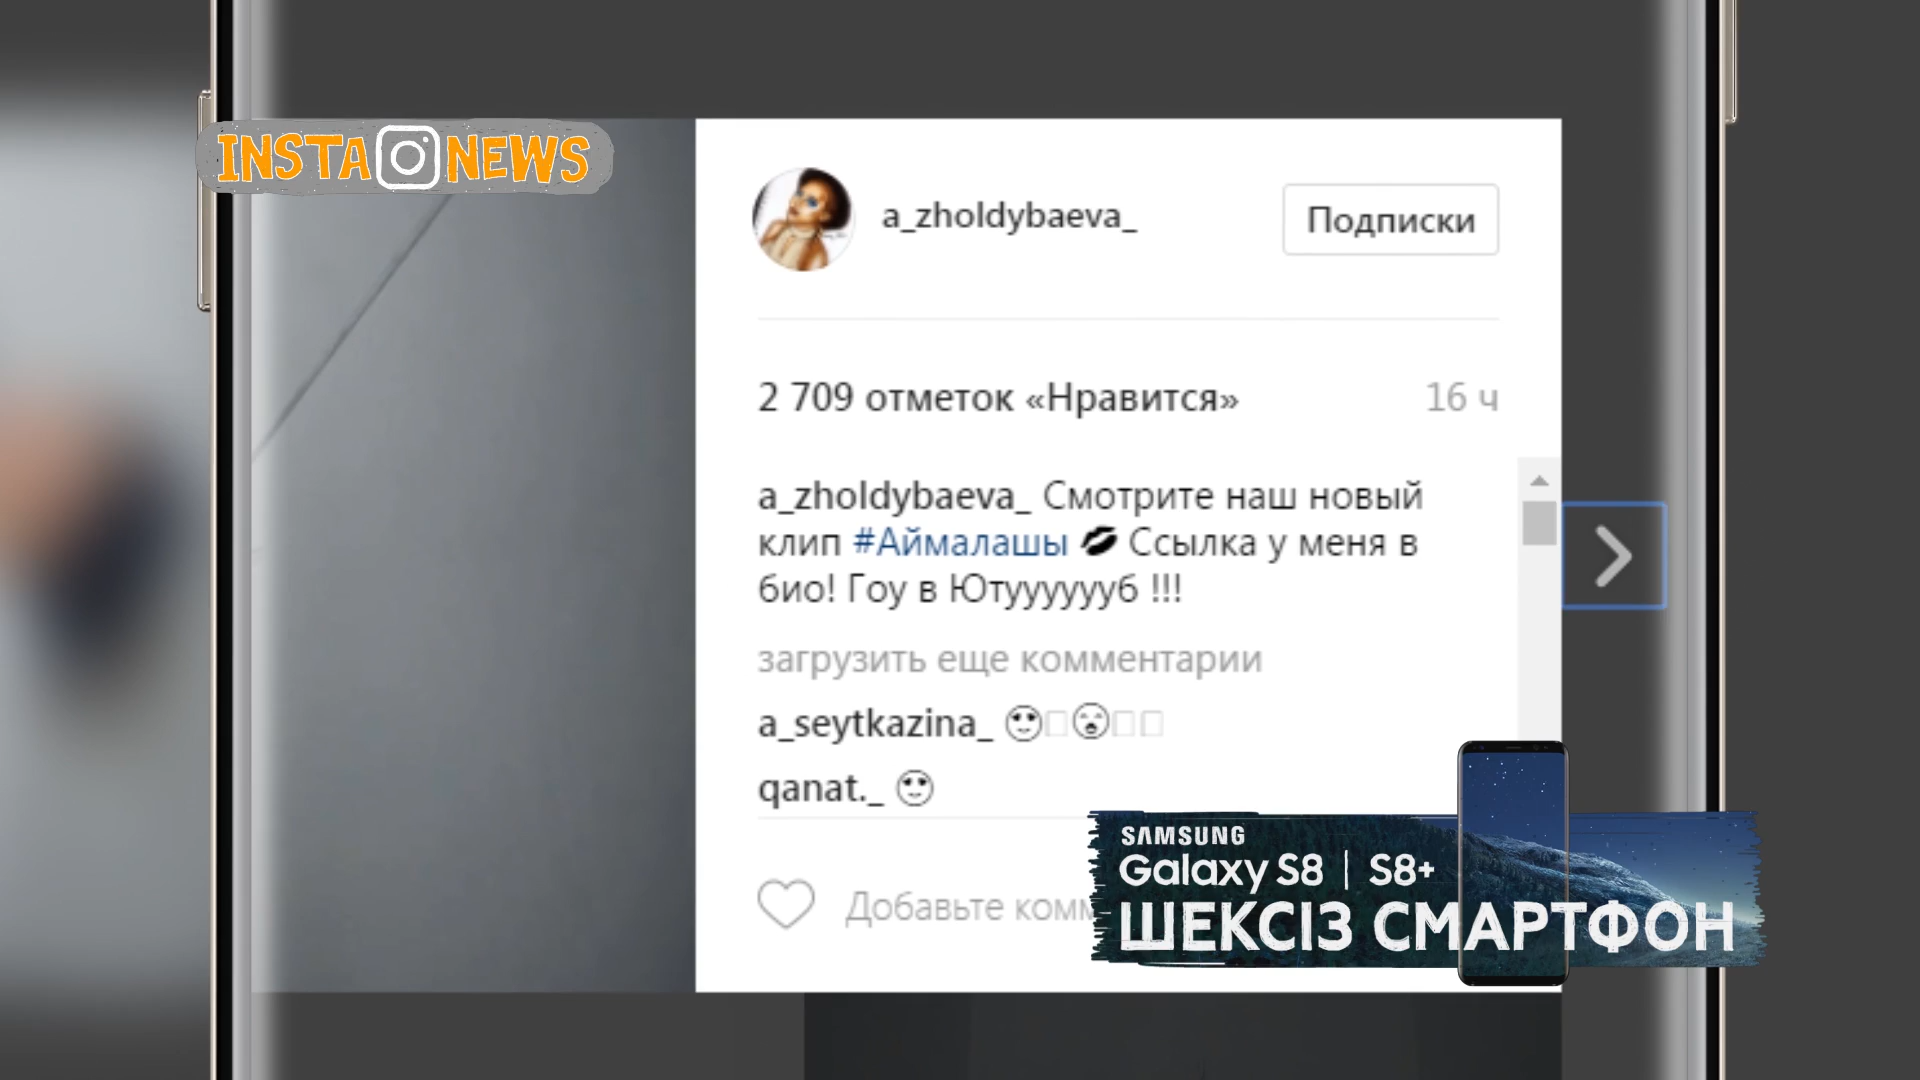 INSTA NEWS
a_zholdybaeva_
Подписки
2 709 отметок «Нравится»
16 ч
a_zholdybaeva_ Смотрите наш новый
клип #Аймалашы 💋 Ссылка у меня в
био! Гоу в Ютууууууб !!!
загрузить еще комментарии
a_seytkazina_
qanat._
Добавьте
SAMSUNG
Galaxy S8 | S8+
ШЕКСІЗ СМАРТФОН